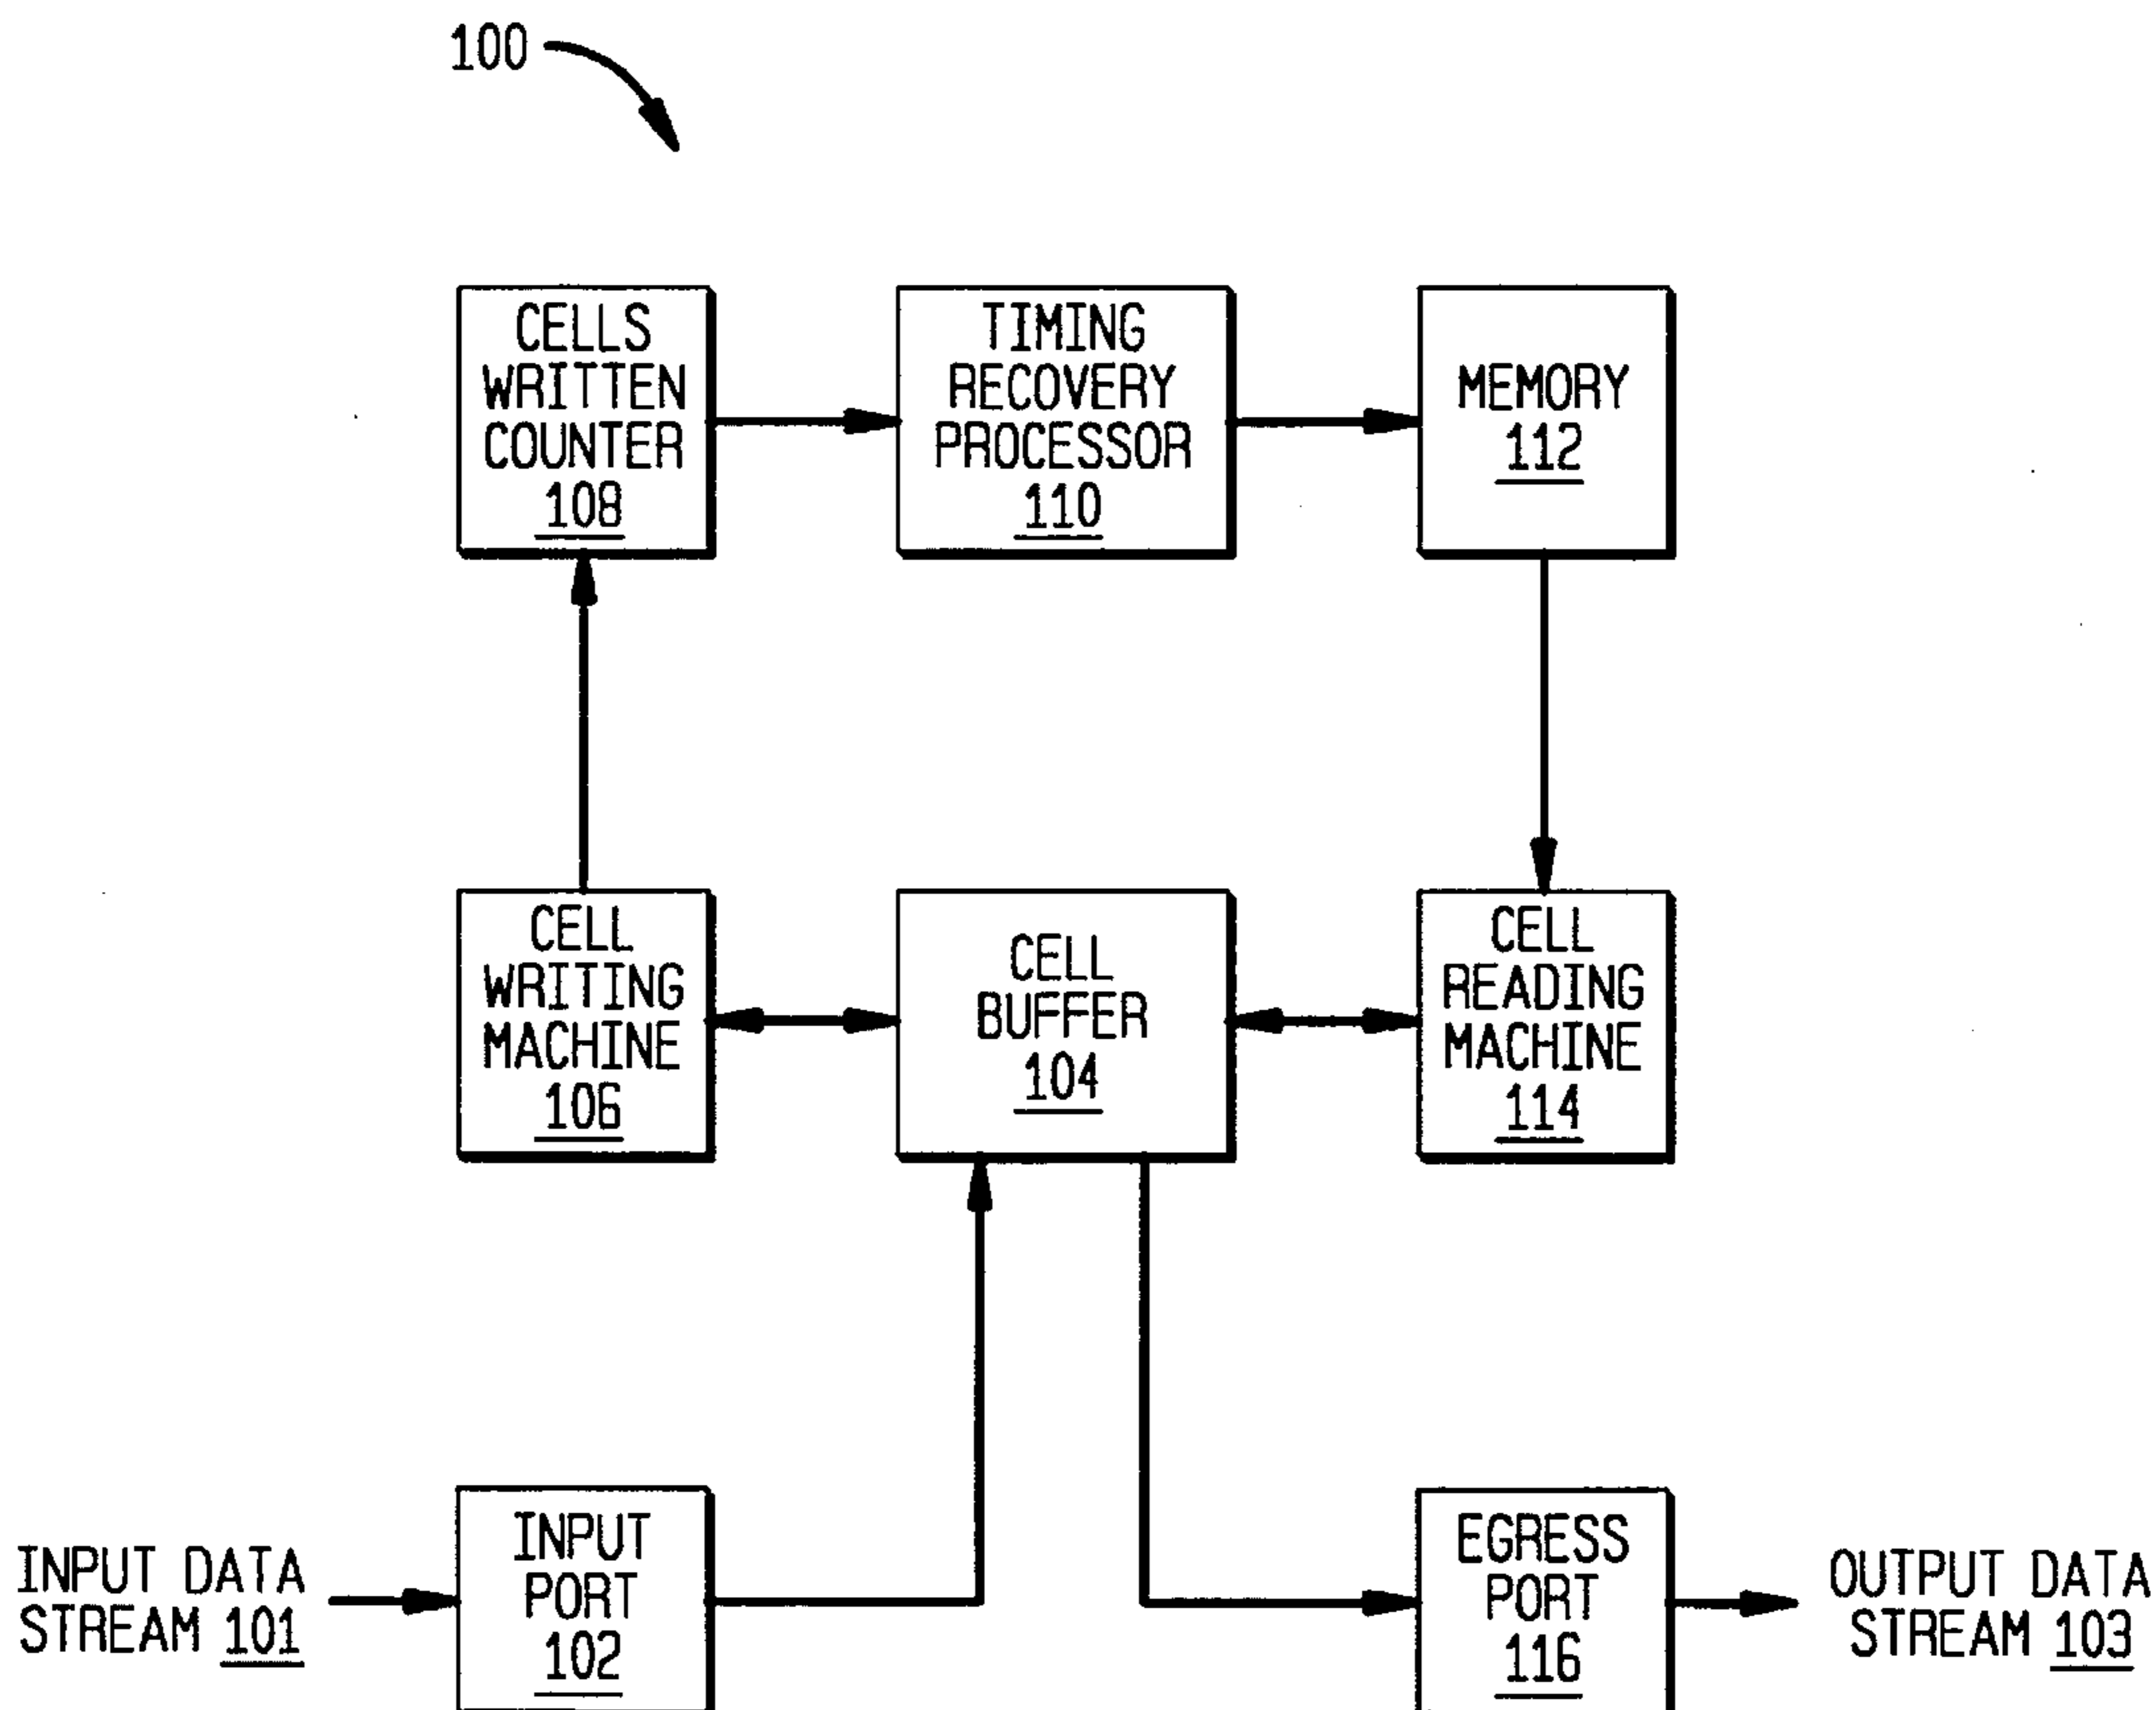 100
CELLS
WRITTEN
COUNTER
108
TIMING
RECOVERY
PROCESSOR
110
MEMORY
112
CELL
WRITING
MACHINE
106
CELL
BUFFER
104
CELL
READING
MACHINE
114
INPUT DATA
STREAM 101
INPUT
PORT
102
EGRESS
PORT
116
OUTPUT DATA
STREAM 103